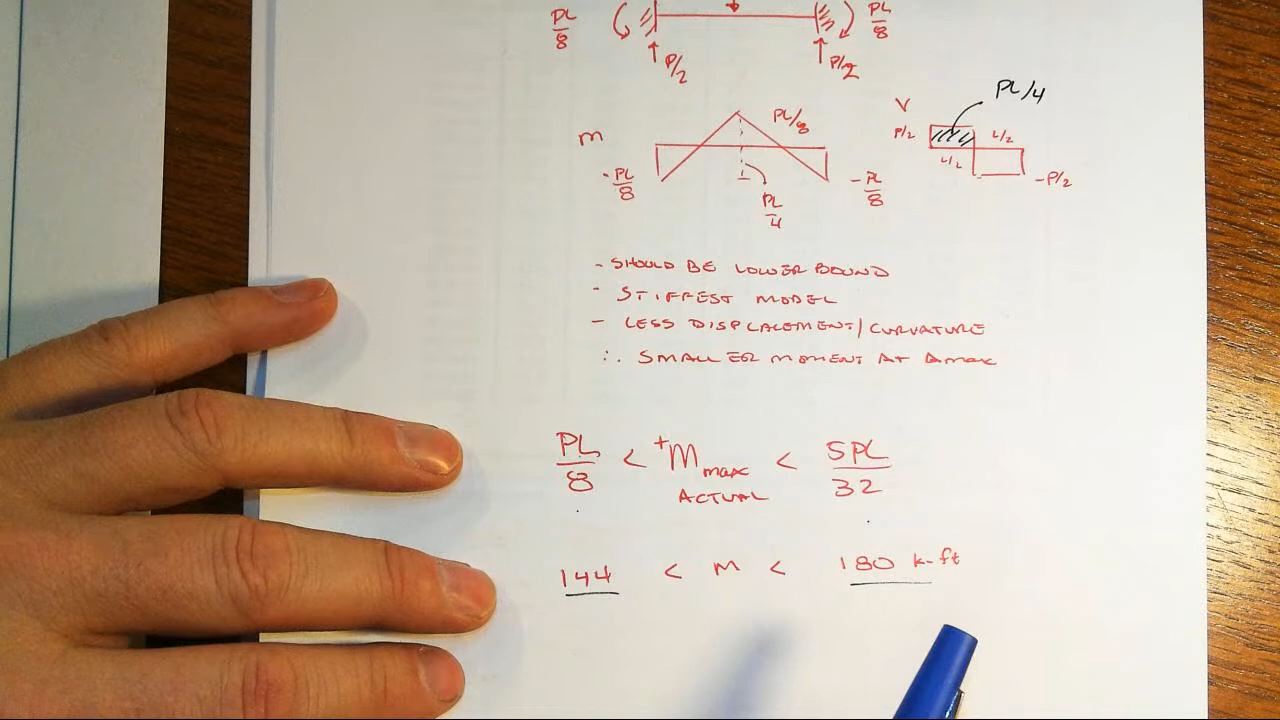 PL/8 PL/8
P/2 P/2
PL/4
V
P/2 L/2
L/2
-P/2
m PL/8
-PL/8 -PL/8
PL/4
- SHOULD BE LOWER BOUND
- STIFFEST MODEL
- LESS DISPLACEMENT/CURVATURE
∴ SMALLER MOMENT AT Δmax
PL/8 < +Mmax < 5PL/32
ACTUAL
144 < m < 180 k-ft